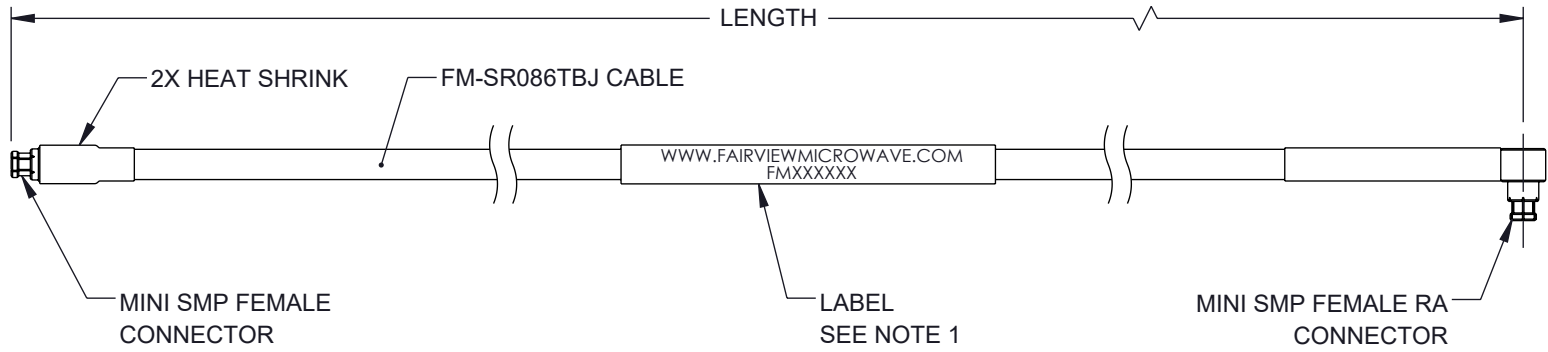 LENGTH
2X HEAT SHRINK
FM-SR086TBJ CABLE
WWW.FAIRVIEWMICROWAVE.COM
FMXXXXXX
MINI SMP FEMALE
CONNECTOR
LABEL
SEE NOTE 1
MINI SMP FEMALE RA
CONNECTOR